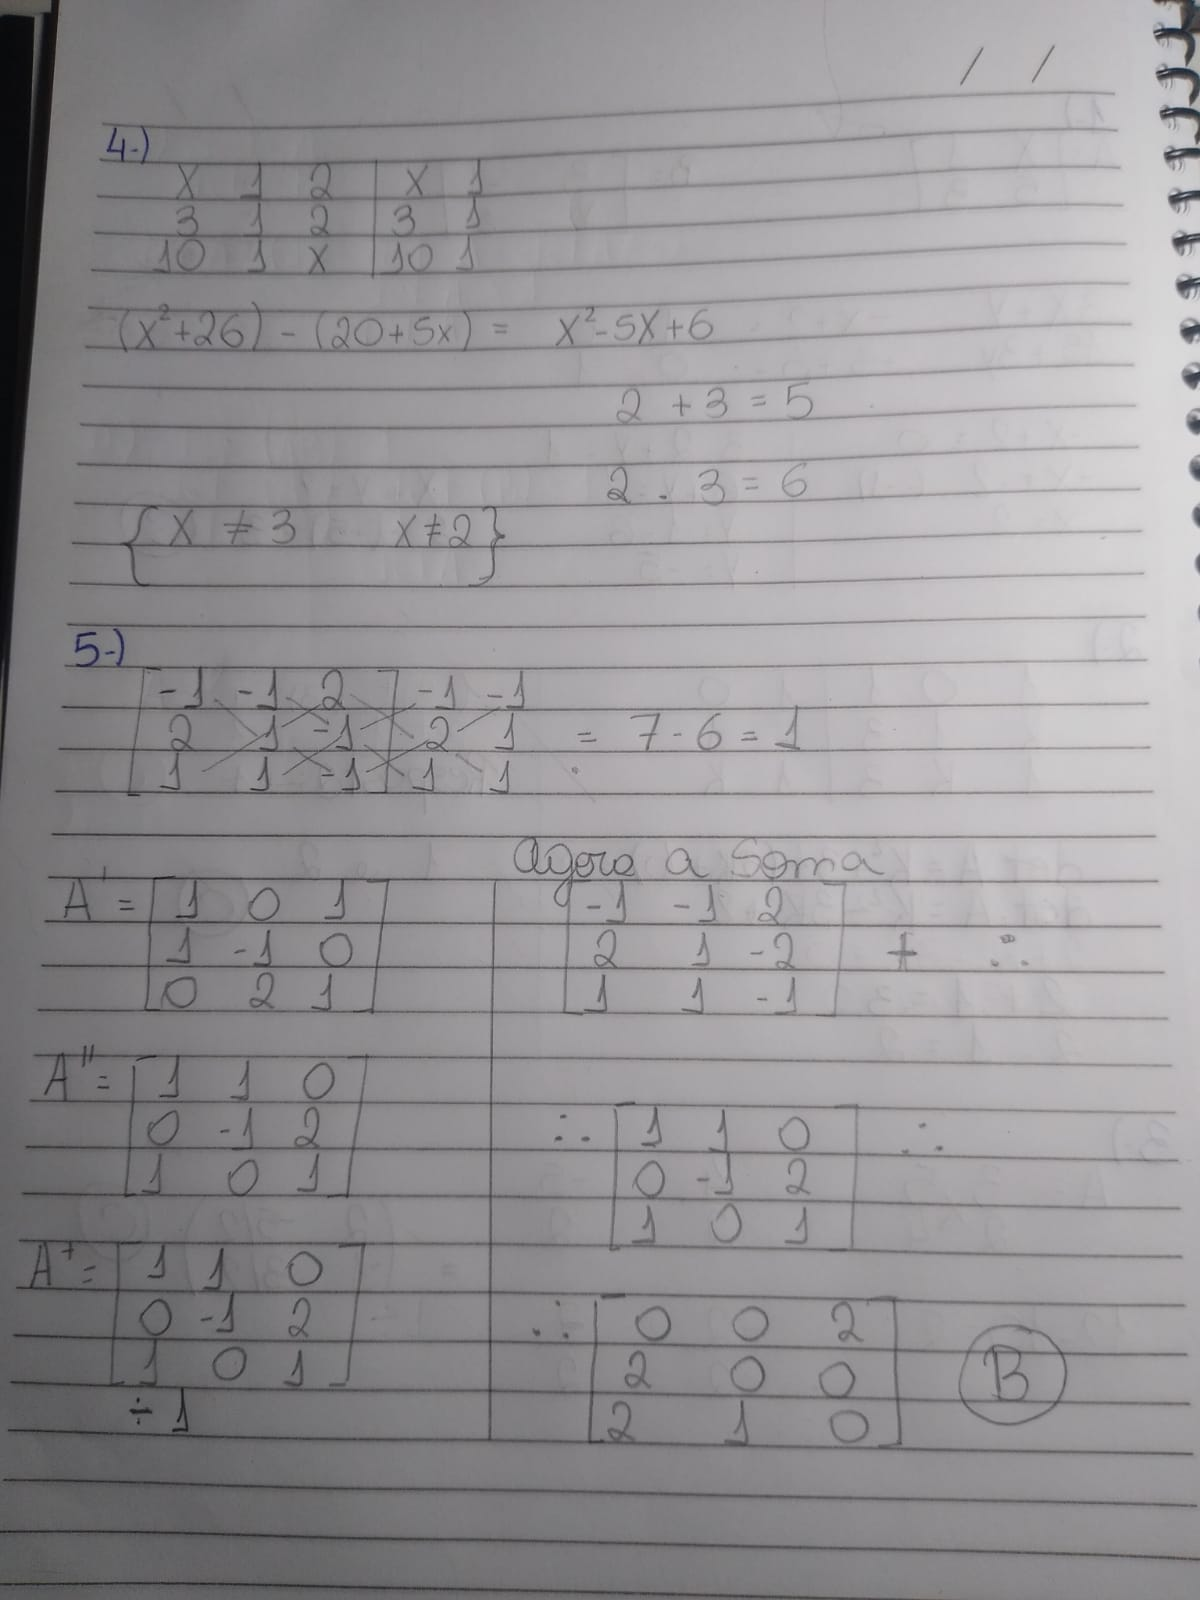 / /
4-)
x 1 2 | x 1
3 1 2 | 3 1
10 1 x | 10 1
(x²+26) - (20+5x) = x²-5x+6
2 + 3 = 5
2 . 3 = 6
{x ≠ 3 x ≠ 2}
5-)
[-1 -1 2] -1 -1
[2 1 -1] 2 1 = 7-6 = 1
[1 1 -1] 1 1
A' = [1 0 1
1 -1 0
0 2 1]
A'' = [1 1 0
0 -1 2
1 0 1]
A⁺ = [1 1 0
0 -1 2
1 0 1]
÷ 1
Agora a Soma
[-1 -1 2
2 1 -2
1 1 -1] + ∴
∴ [1 1 0
0 -1 2
1 0 1] ∴
∴ [0 0 2
2 0 0
2 1 0] B